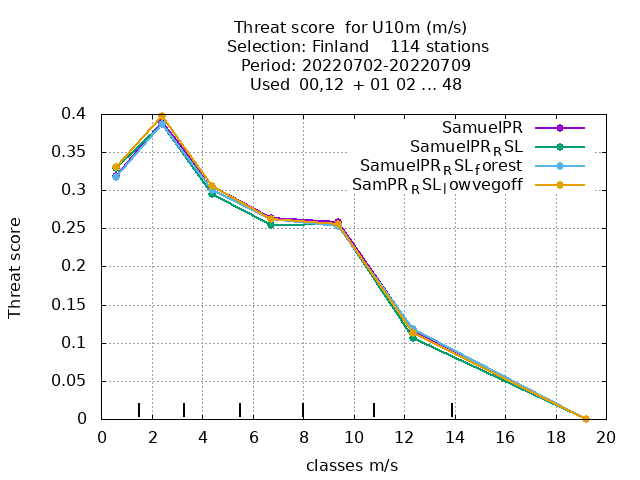 Threat score  for U10m (m/s)
Selection: Finland    114 stations
Period: 20220702-20220709
Used  00,12  + 01 02 ... 48
SamuelPR
SamuelPR_RSL
SamuelPR_RSL_forest
SamPR_RSL_lowvegoff
0.4
0.35
0.3
0.25
0.2
0.15
0.1
0.05
0
Threat score
0 2 4 6 8 10 12 14 16 18 20
classes m/s